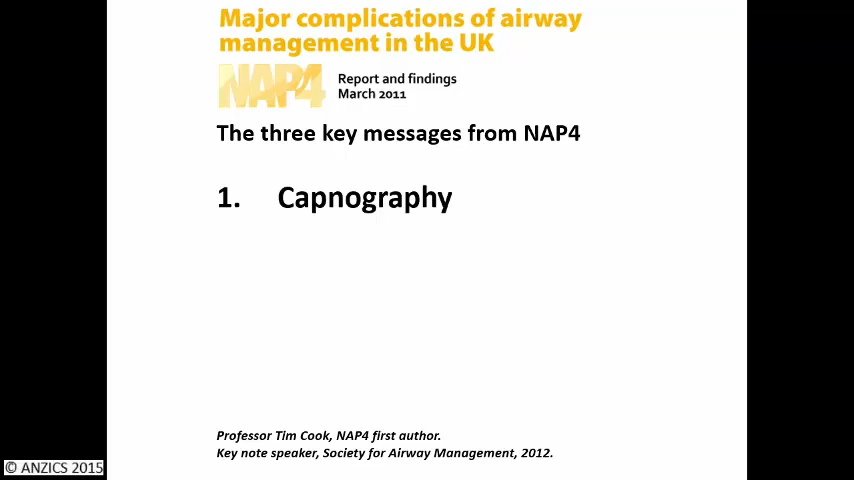 Major complications of airway
management in the UK
NAP4
Report and findings
March 2011
The three key messages from NAP4
1. Capnography
Professor Tim Cook, NAP4 first author.
Key note speaker, Society for Airway Management, 2012.
© ANZICS 2015